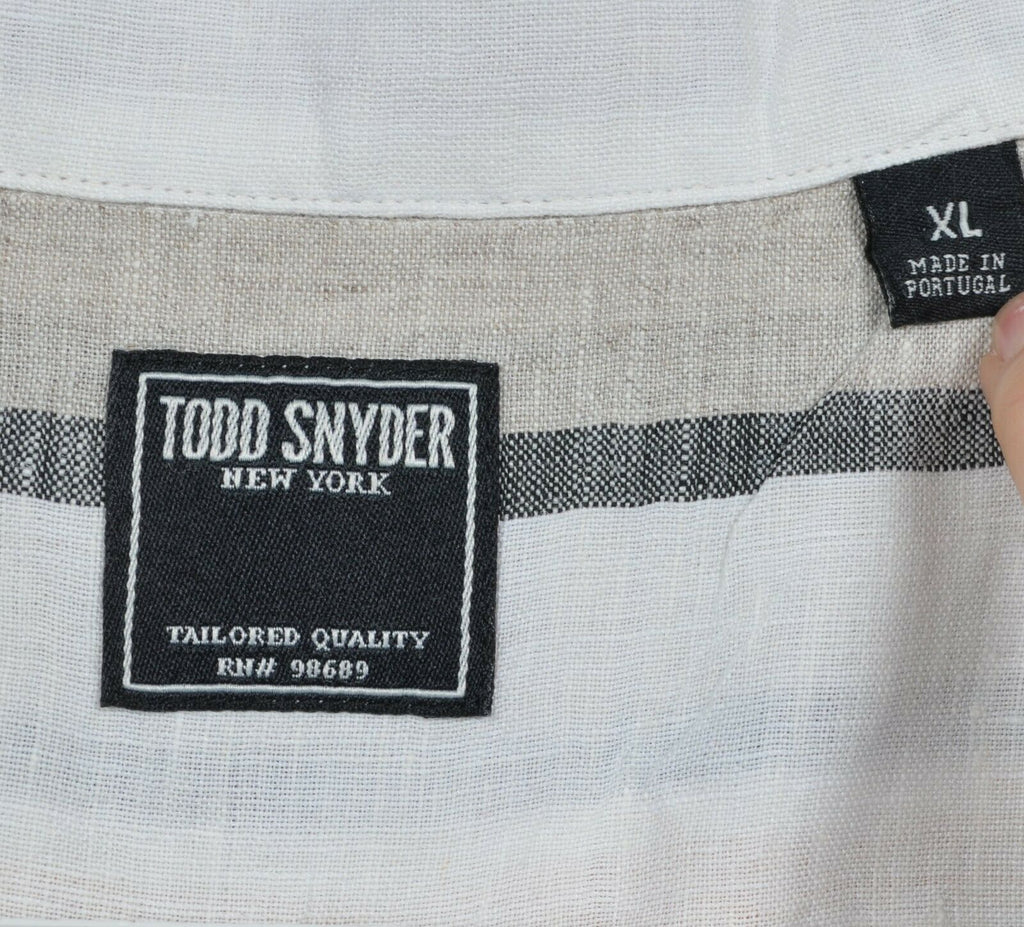 TODD SNYDER
NEW YORK
TAILORED QUALITY
RN# 98689
XL
MADE IN
PORTUGAL